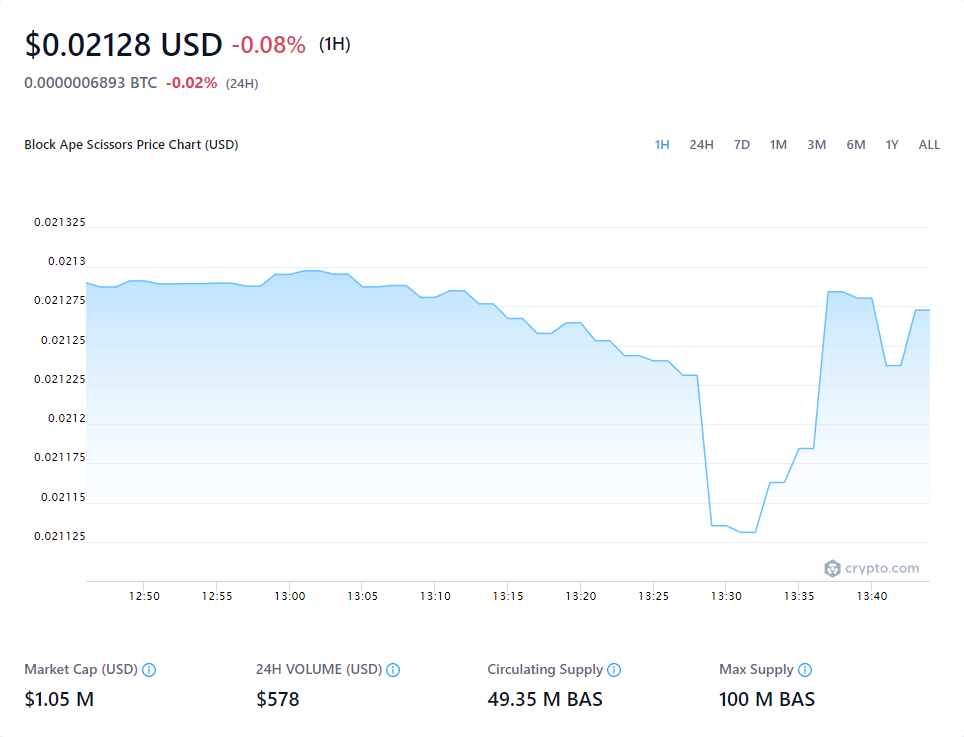 $0.02128 USD -0.08% (1H)
0.0000006893 BTC -0.02% (24H)
Block Ape Scissors Price Chart (USD) 1H 24H 7D 1M 3M 6M 1Y ALL
0.021325
0.0213
0.021275
0.02125
0.021225
0.0212
0.021175
0.02115
0.021125
crypto.com
12:50 12:55 13:00 13:05 13:10 13:15 13:20 13:25 13:30 13:35 13:40
Market Cap (USD) 24H VOLUME (USD) Circulating Supply Max Supply
$1.05 M $578 49.35 M BAS 100 M BAS